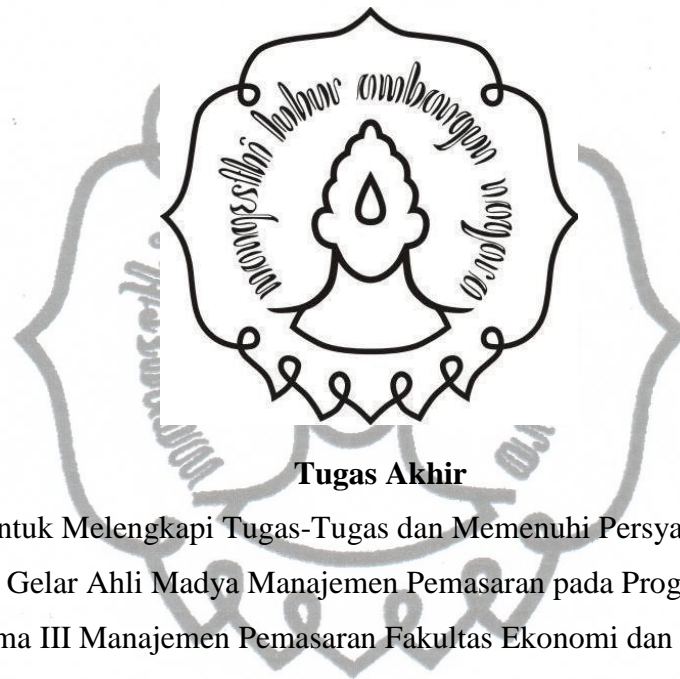 mangesthi luhur ambangun nagara
Tugas Akhir
ntuk Melengkapi Tugas-Tugas dan Memenuhi Persya
Gelar Ahli Madya Manajemen Pemasaran pada Prog
ma III Manajemen Pemasaran Fakultas Ekonomi dan